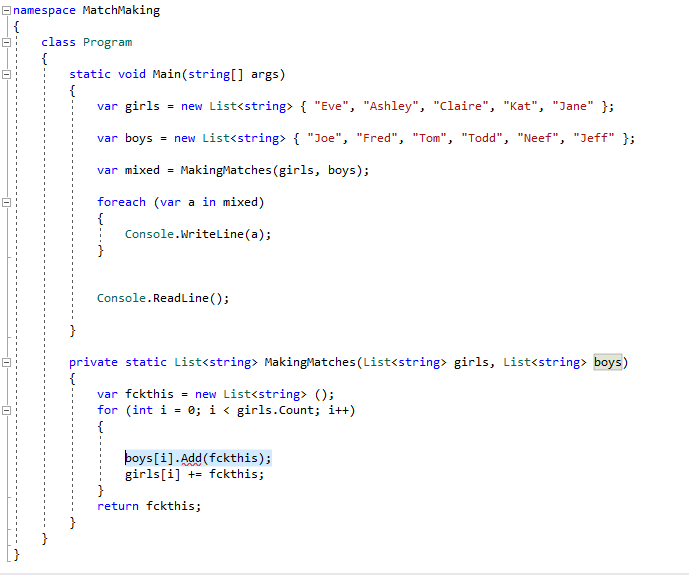 namespace MatchMaking
{
class Program
{
static void Main(string[] args)
{
var girls = new List<string> { "Eve", "Ashley", "Claire", "Kat", "Jane" };
var boys = new List<string> { "Joe", "Fred", "Tom", "Todd", "Neef", "Jeff" };
var mixed = MakingMatches(girls, boys);
foreach (var a in mixed)
{
Console.WriteLine(a);
}
Console.ReadLine();
}
private static List<string> MakingMatches(List<string> girls, List<string> boys)
{
var fckthis = new List<string> ();
for (int i = 0; i < girls.Count; i++)
{
boys[i].Add(fckthis);
girls[i] += fckthis;
}
return fckthis;
}
}
}